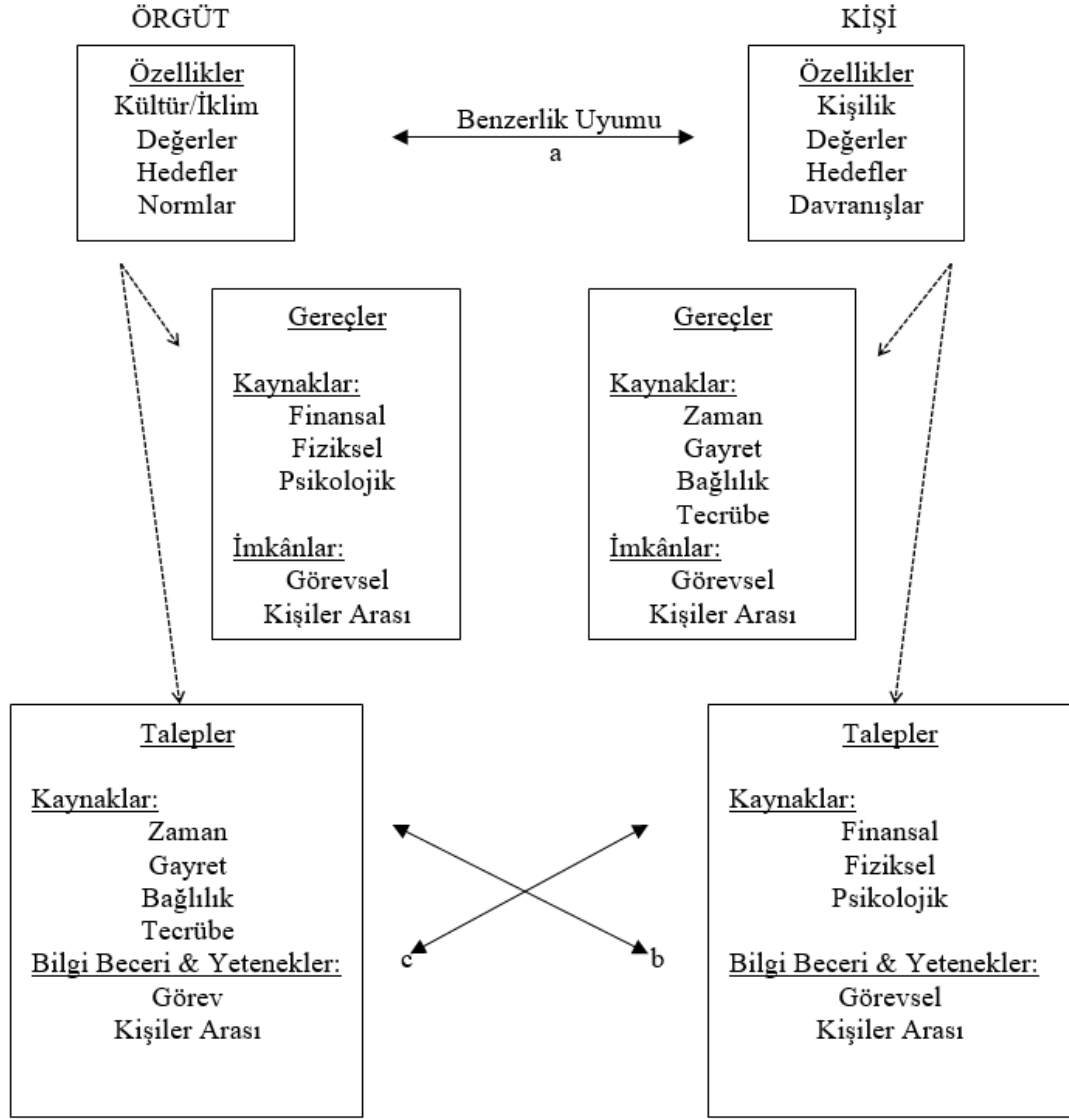 ÖRGÜT
KİŞİ
Özellikler
Kültür/İklim
Değerler
Hedefler
Normlar
Benzerlik Uyumu
a
Özellikler
Kişilik
Değerler
Hedefler
Davranışlar
Gereçler
Kaynaklar:
Finansal
Fiziksel
Psikolojik
İmkânlar:
Görevsel
Kişiler Arası
Gereçler
Kaynaklar:
Zaman
Gayret
Bağlılık
Tecrübe
İmkânlar:
Görevsel
Kişiler Arası
Talepler
Kaynaklar:
Zaman
Gayret
Bağlılık
Tecrübe
Bilgi Beceri & Yetenekler:
Görev
Kişiler Arası
c
b
Talepler
Kaynaklar:
Finansal
Fiziksel
Psikolojik
Bilgi Beceri & Yetenekler:
Görevsel
Kişiler Arası